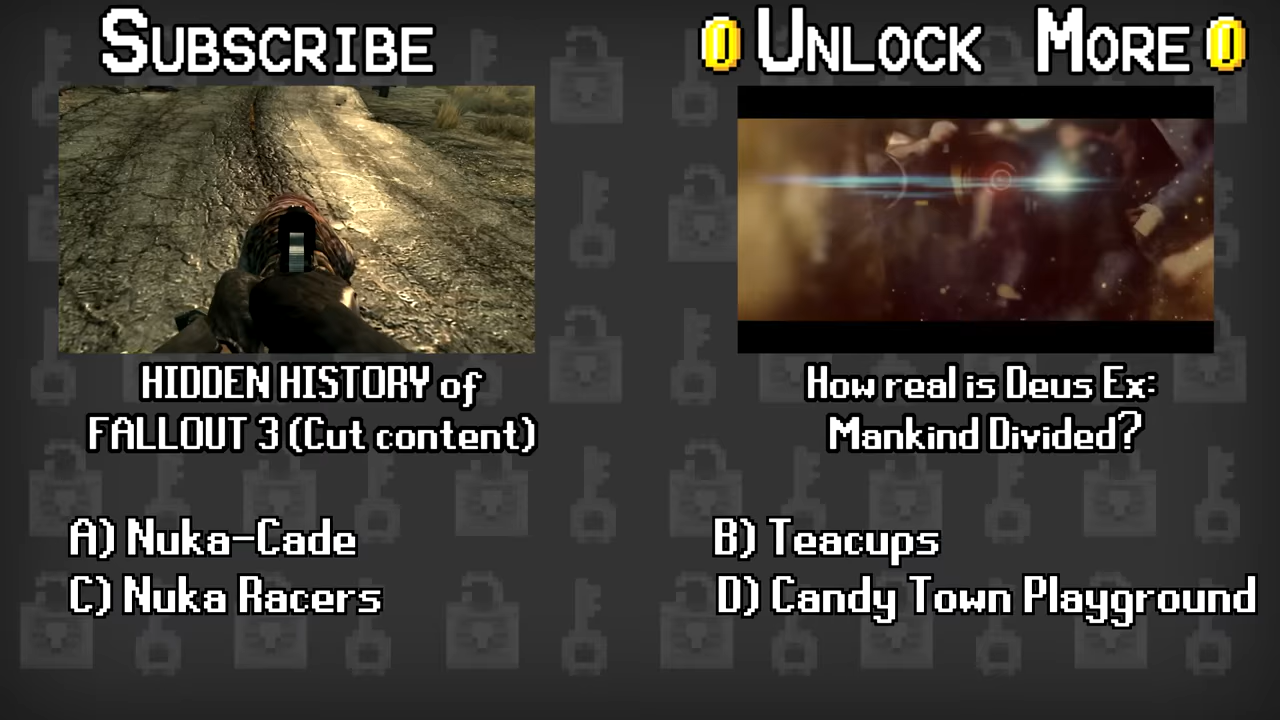 SUBSCRIBE
UNLOCK MORE
HIDDEN HISTORY of
FALLOUT 3 (Cut content)
How real is Deus Ex:
Mankind Divided?
A) Nuka-Cade
B) Teacups
C) Nuka Racers
D) Candy Town Playground